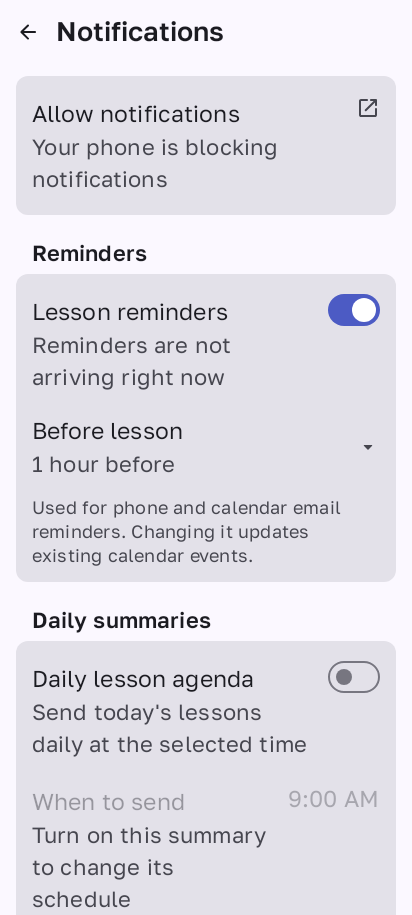 Notifications
Allow notifications
Your phone is blocking
notifications
Reminders
Lesson reminders
Reminders are not
arriving right now
Before lesson
1 hour before
Used for phone and calendar email
reminders. Changing it updates
existing calendar events.
Daily summaries
Daily lesson agenda
Send today's lessons
daily at the selected time
When to send
9:00 AM
Turn on this summary
to change its
schedule